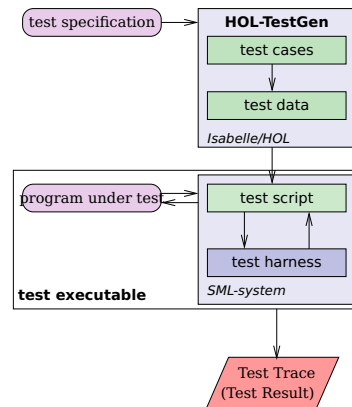 test specification
HOL-TestGen
test cases
test data
Isabelle/HOL
program under test
test script
test harness
test executable
SML-system
Test Trace
(Test Result)